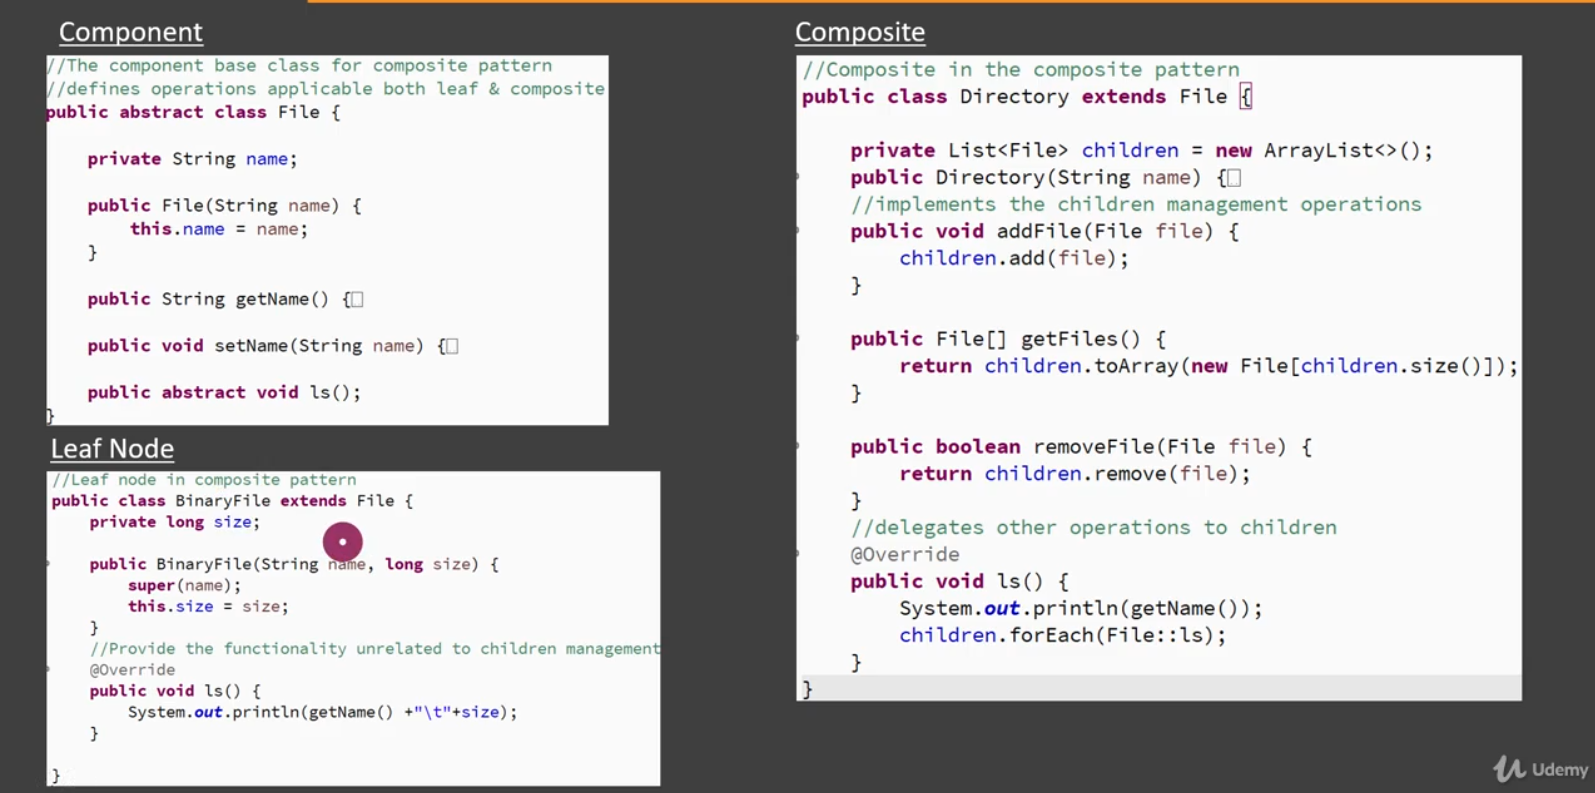 Component
//The component base class for composite pattern
//defines operations applicable both leaf & composite
public abstract class File {
private String name;
public File(String name) {
this.name = name;
}
public String getName() {
public void setName(String name) {
public abstract void ls();
}
Leaf Node
//Leaf node in composite pattern
public class BinaryFile extends File {
private long size;
public BinaryFile(String name, long size) {
super(name);
this.size = size;
}
//Provide the functionality unrelated to children management
@Override
public void ls() {
System.out.println(getName() +"\t"+size);
}
}
Composite
//Composite in the composite pattern
public class Directory extends File {
private List<File> children = new ArrayList<>();
public Directory(String name) {
//implements the children management operations
public void addFile(File file) {
children.add(file);
}
public File[] getFiles() {
return children.toArray(new File[children.size()]);
}
public boolean removeFile(File file) {
return children.remove(file);
}
//delegates other operations to children
@Override
public void ls() {
System.out.println(getName());
children.forEach(File::ls);
}
}
Udemy